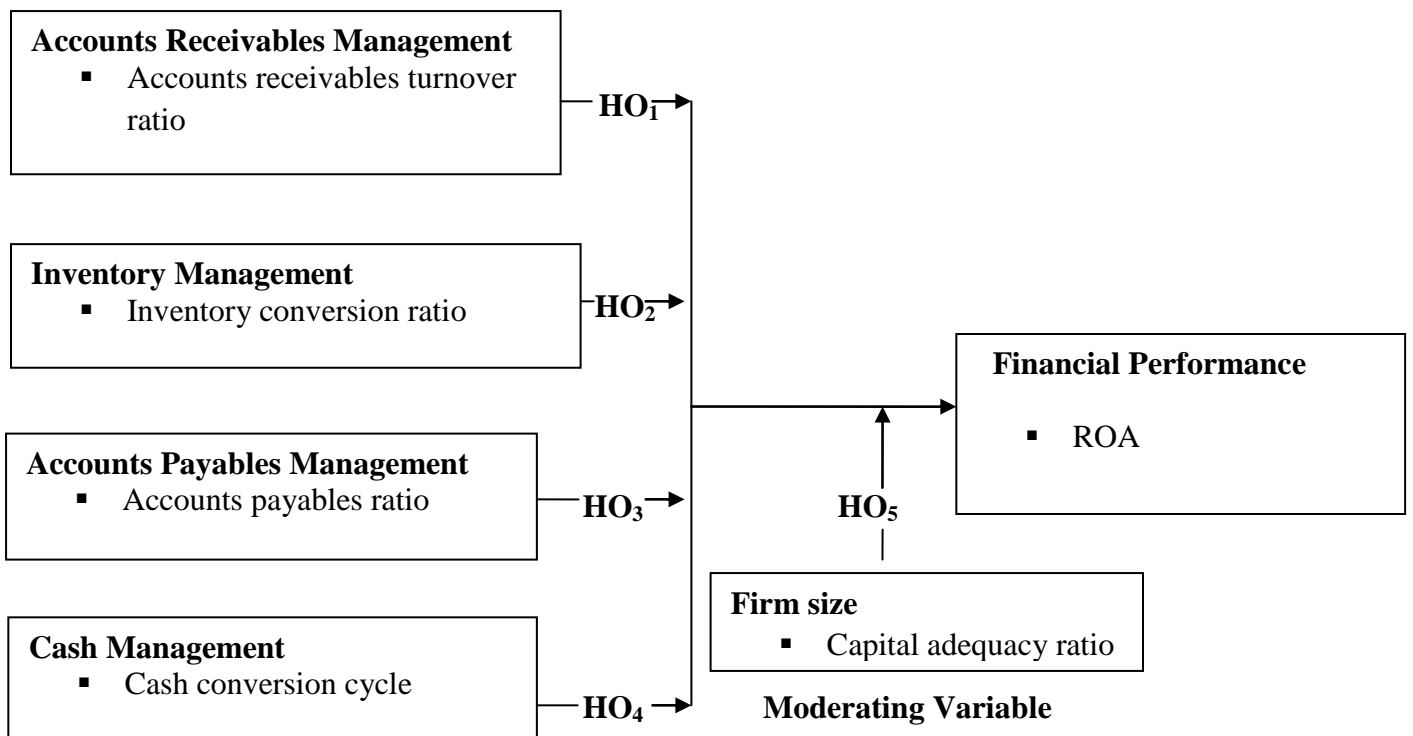 Accounts Receivables Management
▪ Accounts receivables turnover
ratio
HO₁
Inventory Management
▪ Inventory conversion ratio
HO₂
Accounts Payables Management
▪ Accounts payables ratio
HO₃
Cash Management
▪ Cash conversion cycle
HO₄
Financial Performance
▪ ROA
HO₅
Firm size
▪ Capital adequacy ratio
Moderating Variable